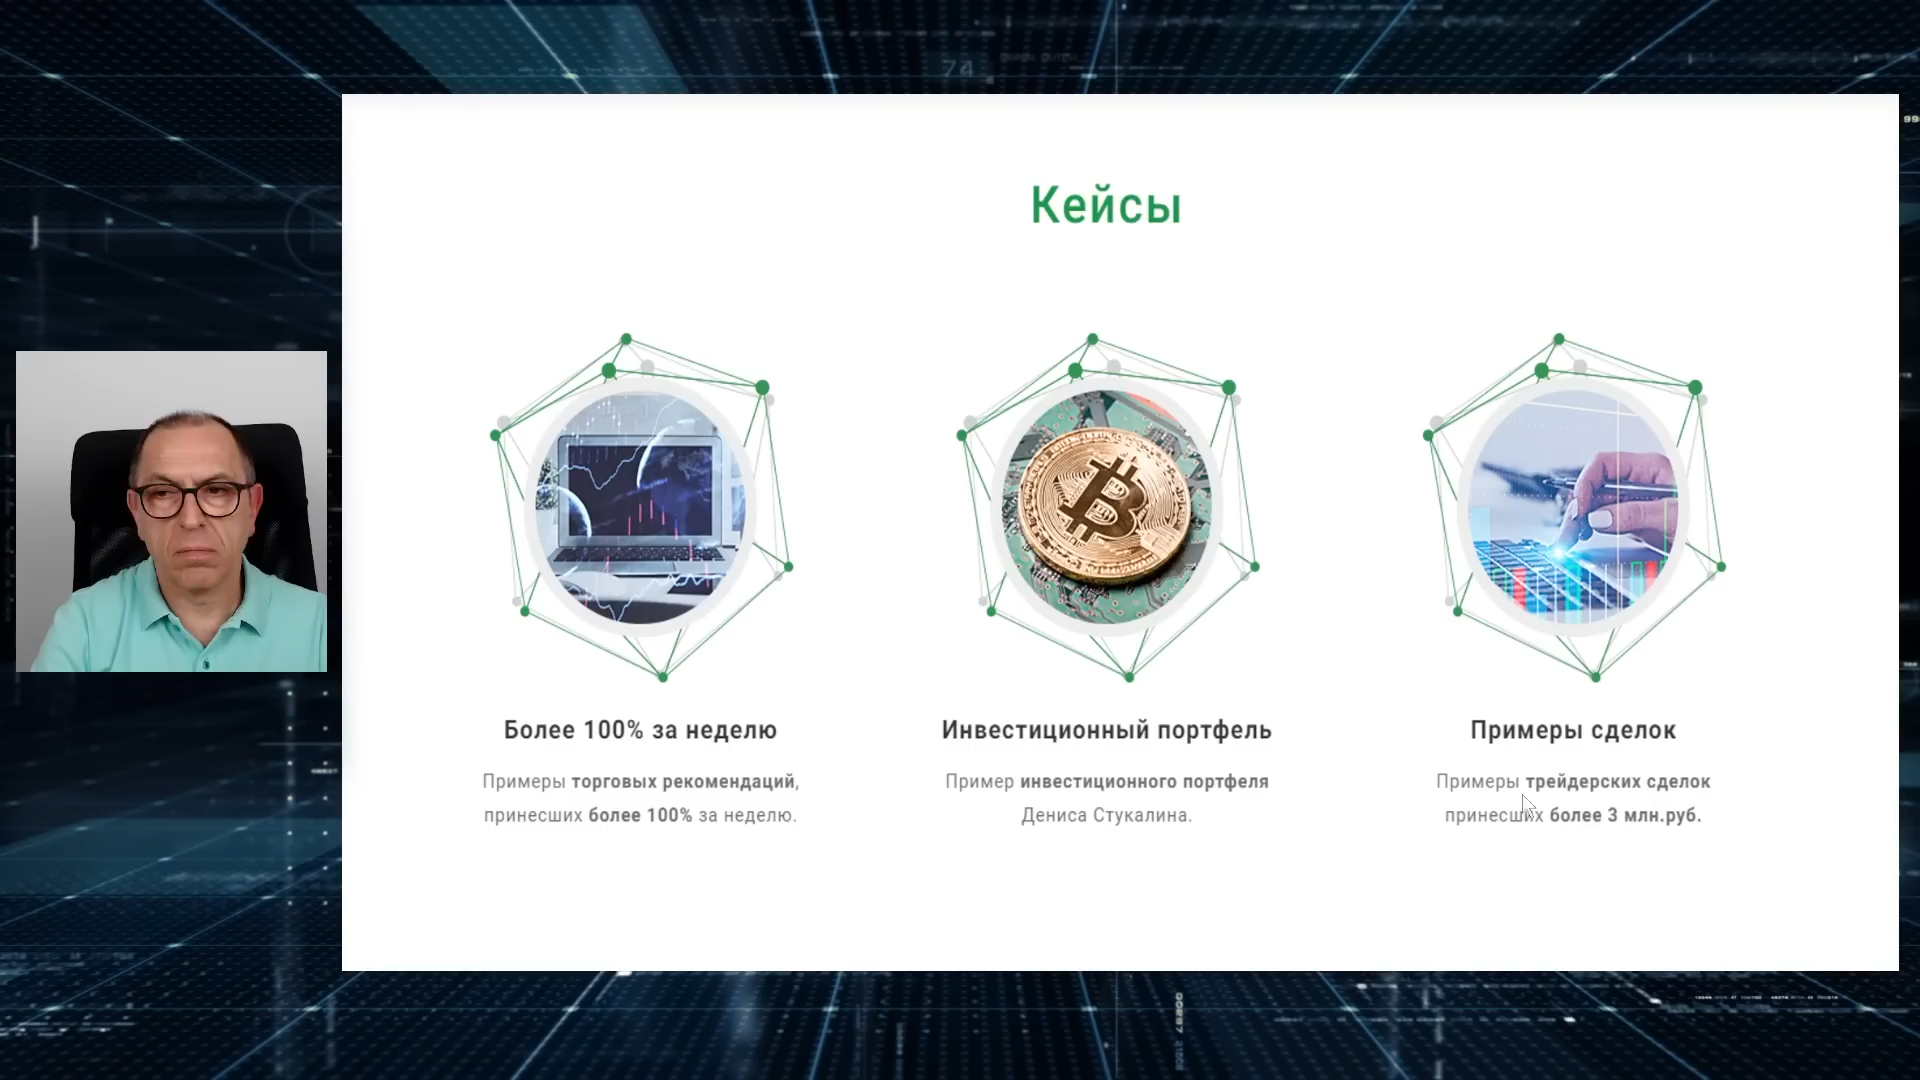 74
Кейсы
Более 100% за неделю
Примеры торговых рекомендаций,
принесших более 100% за неделю.
Инвестиционный портфель
Пример инвестиционного портфеля
Дениса Стукалина.
Примеры сделок
Примеры трейдерских сделок
принесших более 3 млн.руб.